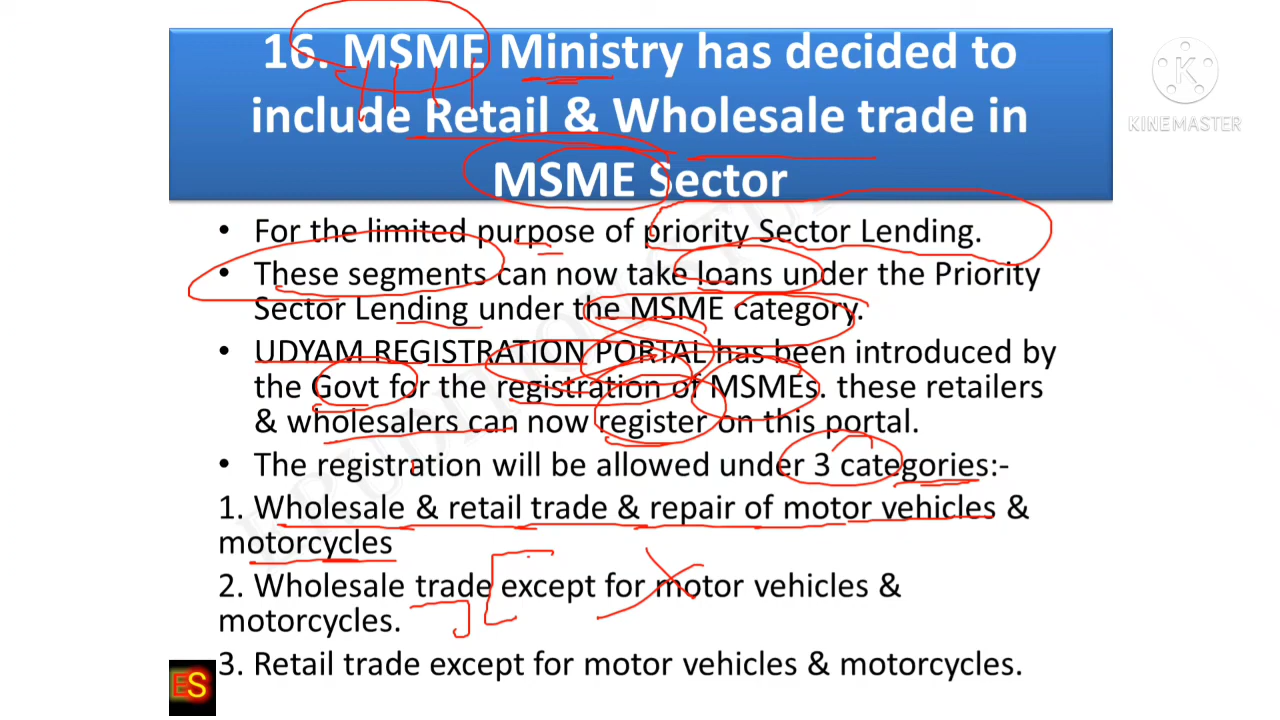 16. MSME Ministry has decided to
include Retail & Wholesale trade in
MSME Sector
KINEMASTER
• For the limited purpose of priority Sector Lending.
• These segments can now take loans under the Priority
Sector Lending under the MSME category.
• UDYAM REGISTRATION PORTAL has been introduced by
the Govt for the registration of MSMEs. these retailers
& wholesalers can now register on this portal.
• The registration will be allowed under 3 categories:-
1. Wholesale & retail trade & repair of motor vehicles &
motorcycles
2. Wholesale trade except for motor vehicles &
motorcycles.
3. Retail trade except for motor vehicles & motorcycles.
ES